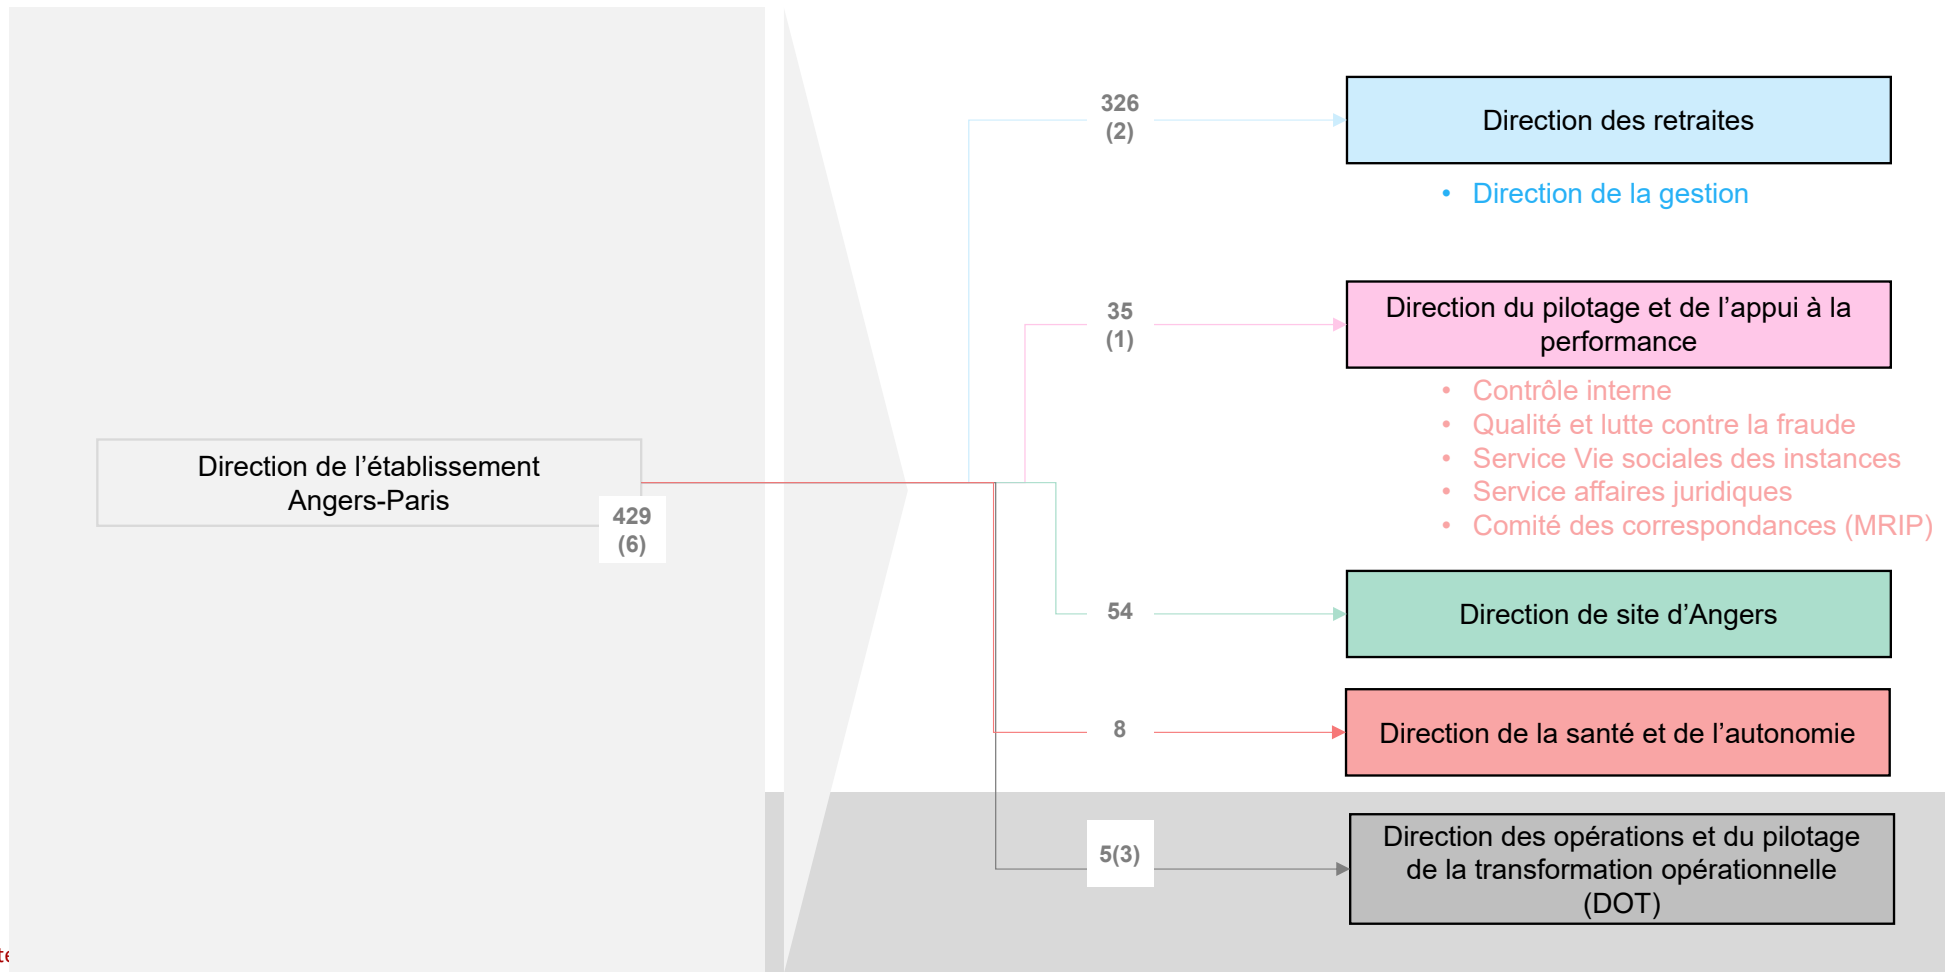 Direction de l’établissement
Angers-Paris
429
(6)
326
(2)
Direction des retraites
• Direction de la gestion
35
(1)
Direction du pilotage et de l’appui à la
performance
• Contrôle interne
• Qualité et lutte contre la fraude
• Service Vie sociales des instances
• Service affaires juridiques
• Comité des correspondances (MRIP)
54
Direction de site d’Angers
8
Direction de la santé et de l’autonomie
5(3)
Direction des opérations et du pilotage
de la transformation opérationnelle
(DOT)